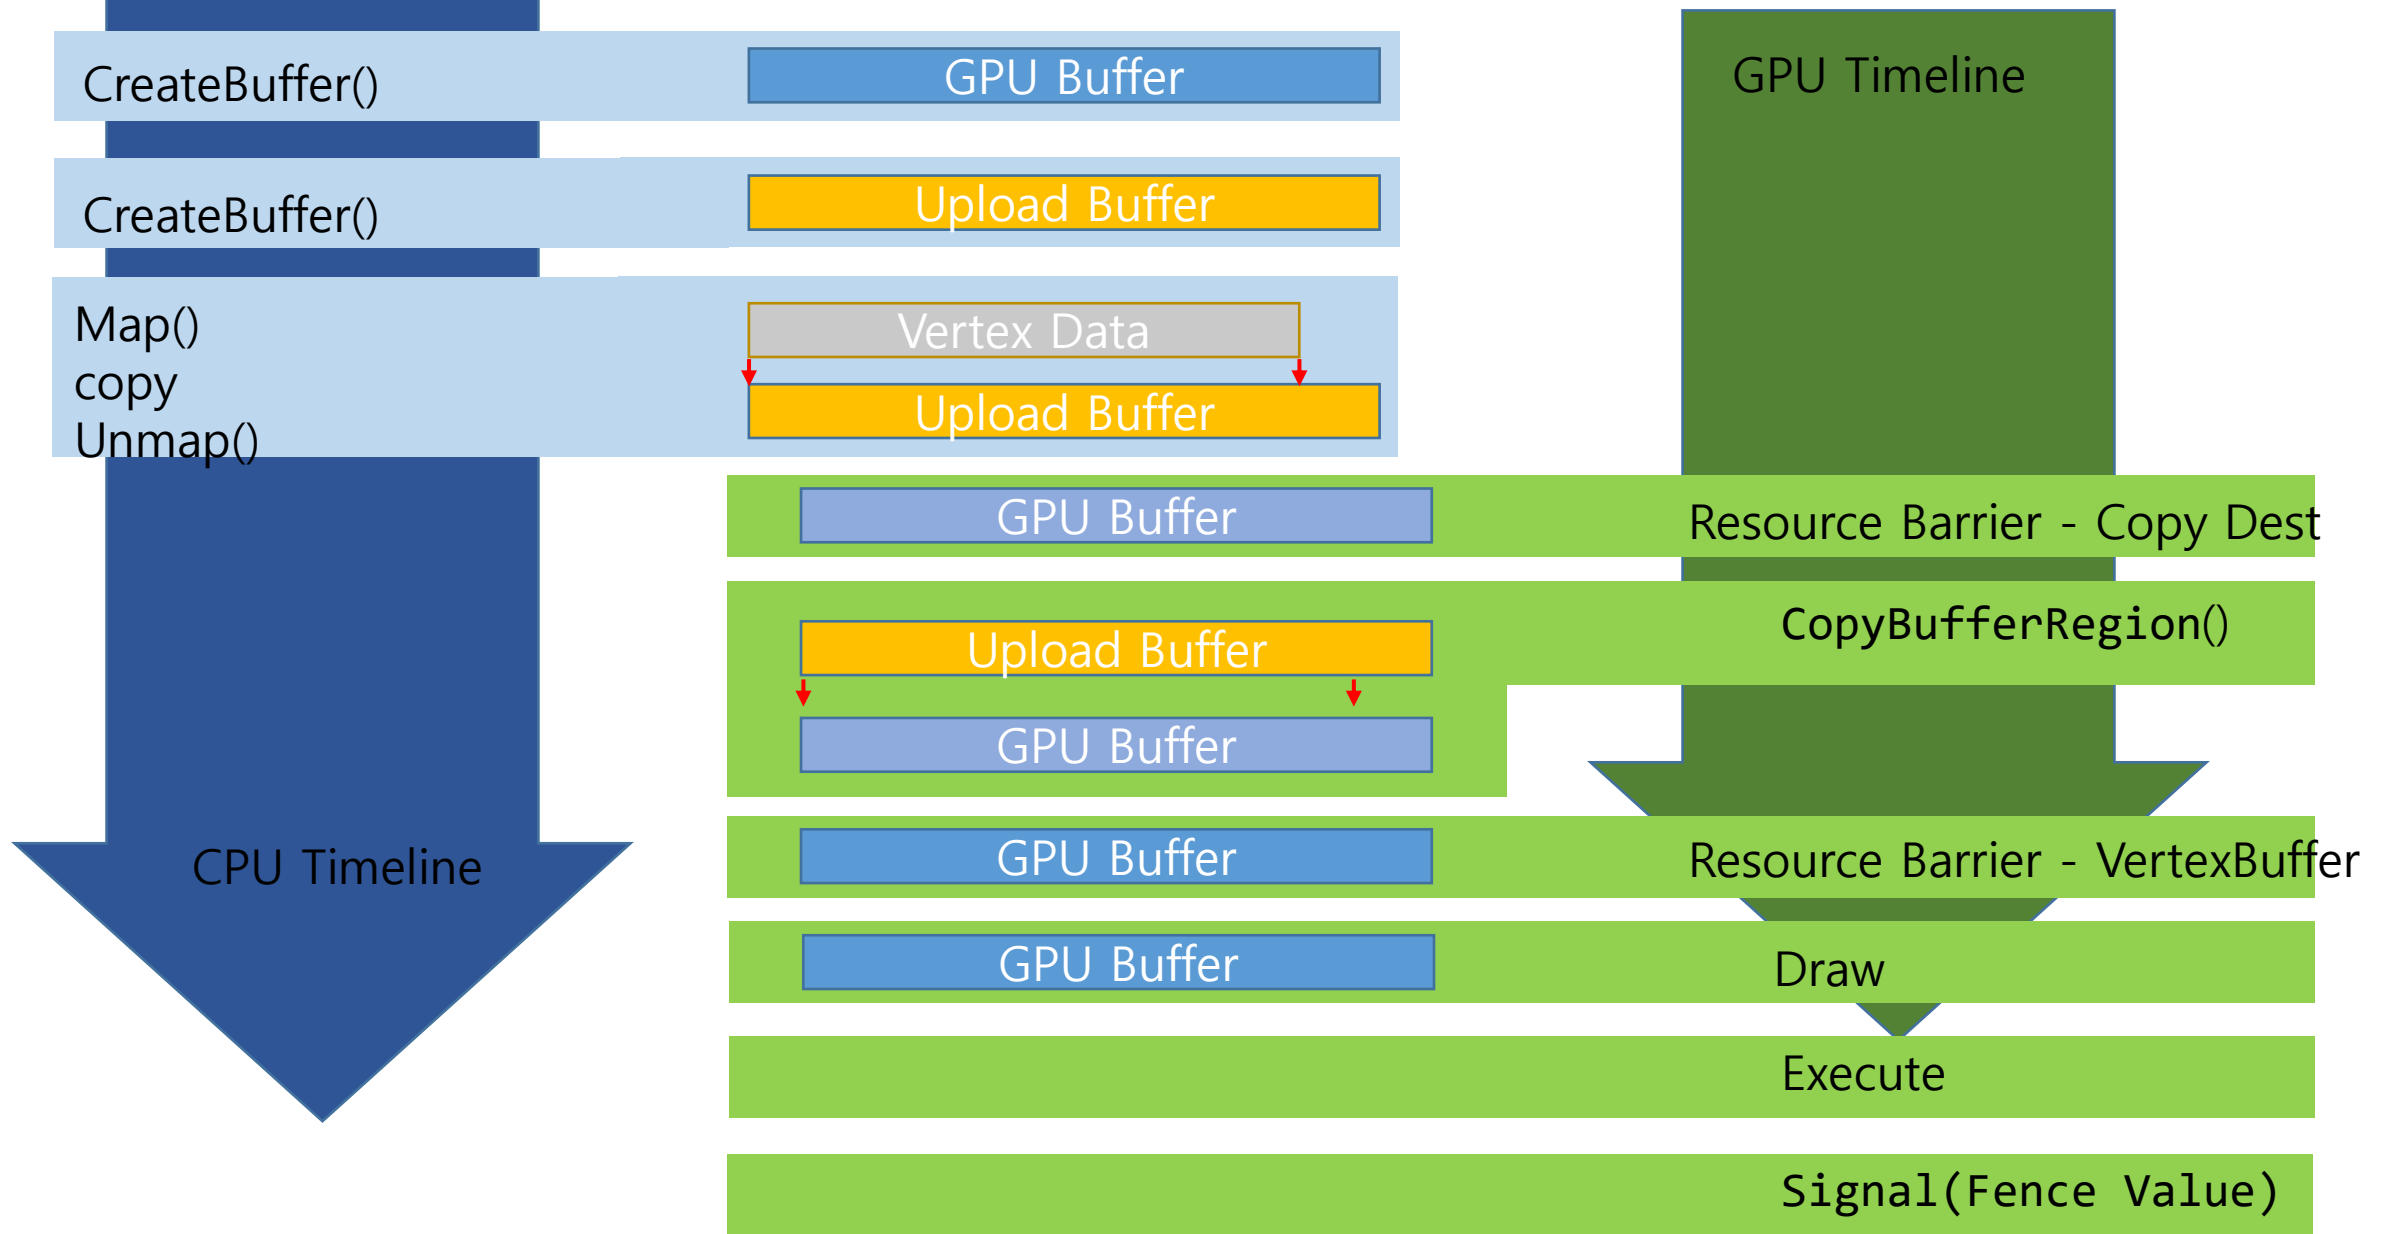 CreateBuffer()
GPU Buffer
GPU Timeline
CreateBuffer()
Upload Buffer
Map()
copy
Unmap()
Vertex Data
Upload Buffer
GPU Buffer
Resource Barrier - Copy Dest
CopyBufferRegion()
Upload Buffer
GPU Buffer
CPU Timeline
GPU Buffer
Resource Barrier - VertexBuffer
GPU Buffer
Draw
Execute
Signal(Fence Value)